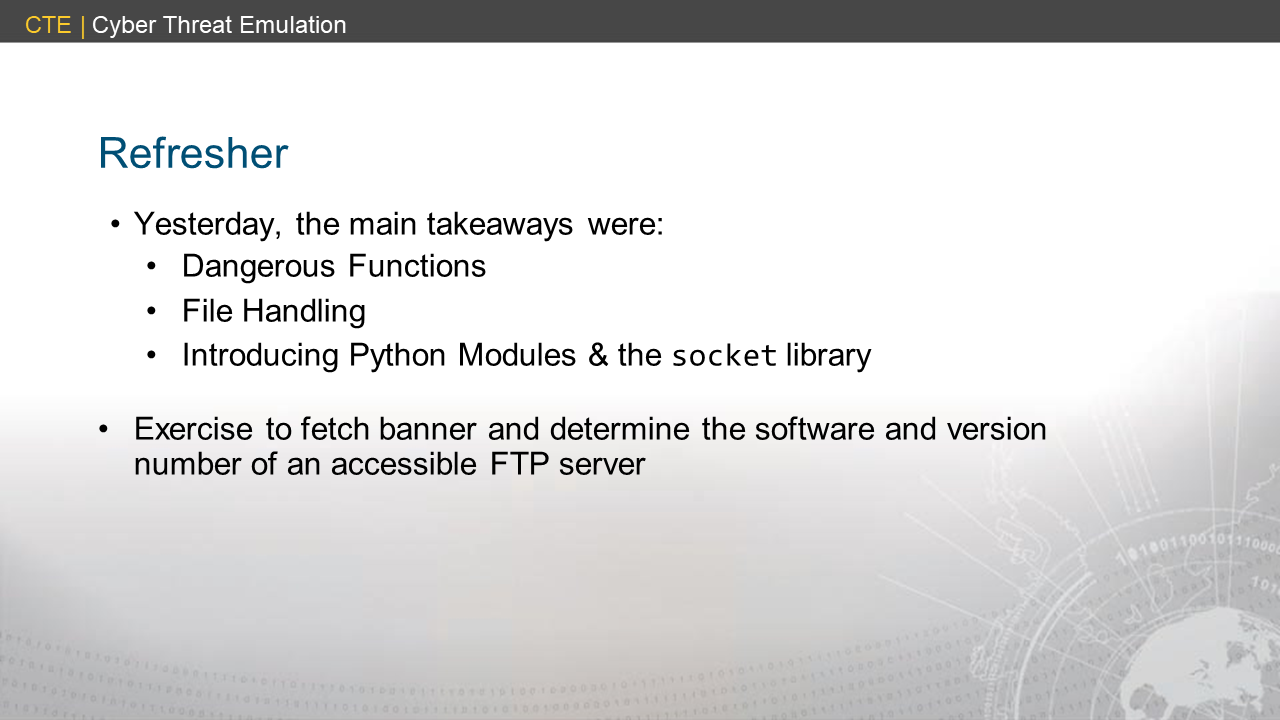 CTE | Cyber Threat Emulation
Refresher
• Yesterday, the main takeaways were:
• Dangerous Functions
• File Handling
• Introducing Python Modules & the socket library
• Exercise to fetch banner and determine the software and version
number of an accessible FTP server